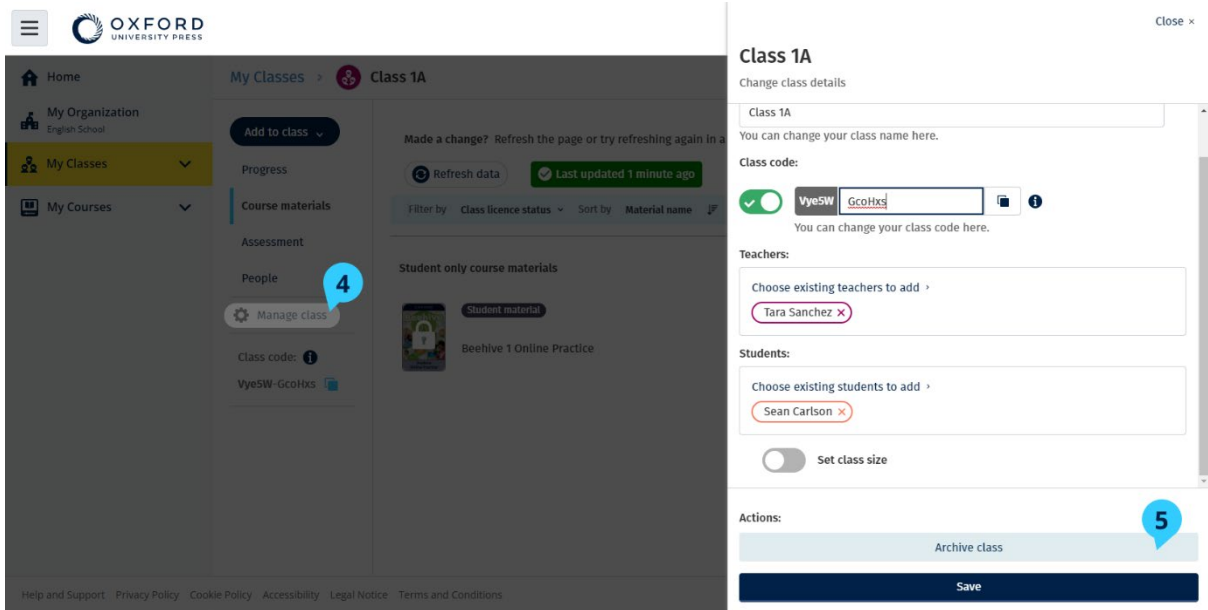 OXFORD
UNIVERSITY PRESS
Home
My Organization
English School
My Classes
My Courses
My Classes > Class 1A
Add to class
Progress
Course materials
Assessment
People
4
Manage class
Class code:
Vye5W-GcoHxs
Made a change? Refresh the page or try refreshing again in a
Refresh data
Last updated 1 minute ago
Filter by Class licence status Sort by Material name
Student only course materials
Student material
Beehive 1 Online Practice
Help and Support Privacy Policy Cookie Policy Accessibility Legal Notice Terms and Conditions
Close ×
Class 1A
Change class details
Class 1A
You can change your class name here.
Class code:
Vye5W GcoHxs
You can change your class code here.
Teachers:
Choose existing teachers to add ›
Tara Sanchez ×
Students:
Choose existing students to add ›
Sean Carlson ×
Set class size
Actions:
5
Archive class
Save